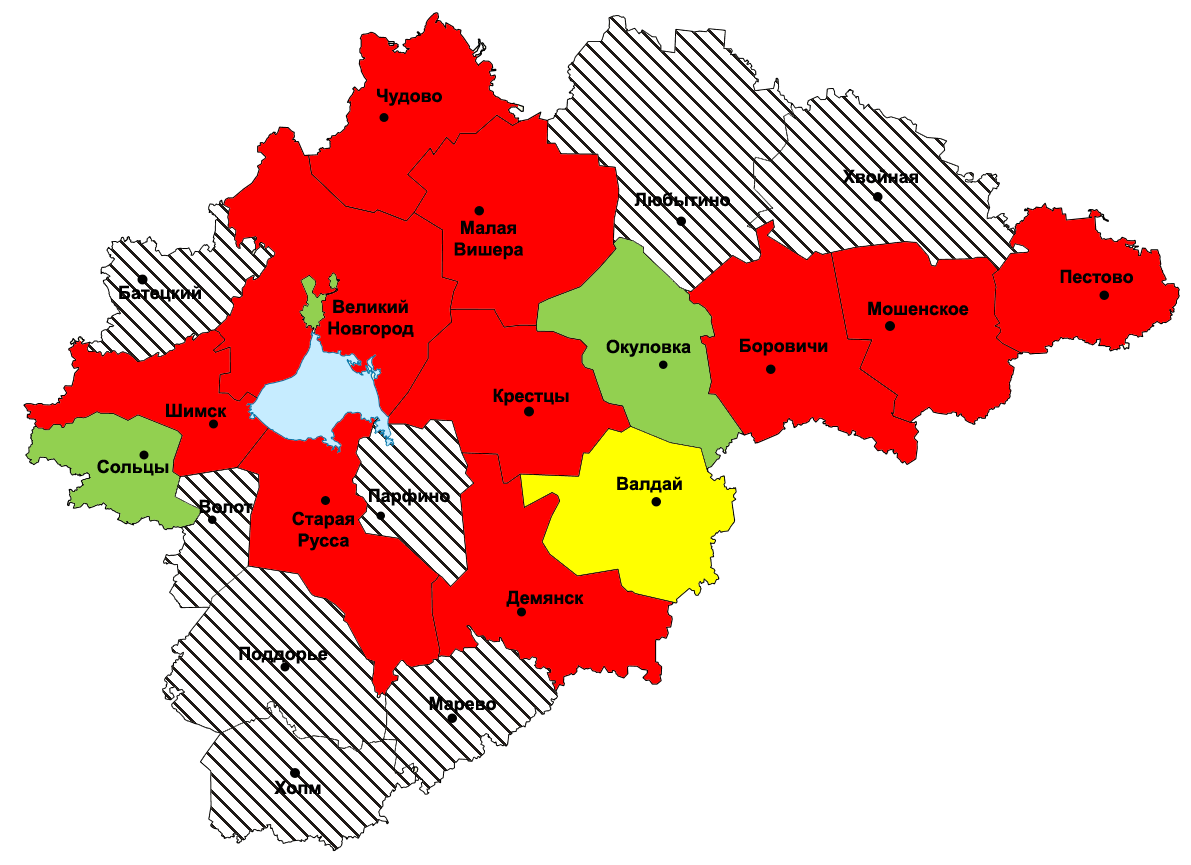 Чудово
Хвойная
Любытино
Малая
Вишера
Пестово
Батецкий
Великий
Новгород
Мошенское
Окуловка
Боровичи
Крестцы
Шимск
Сольцы
Валдай
Парфино
Волот
Старая
Русса
Демянск
Поддорье
Марево
Холм